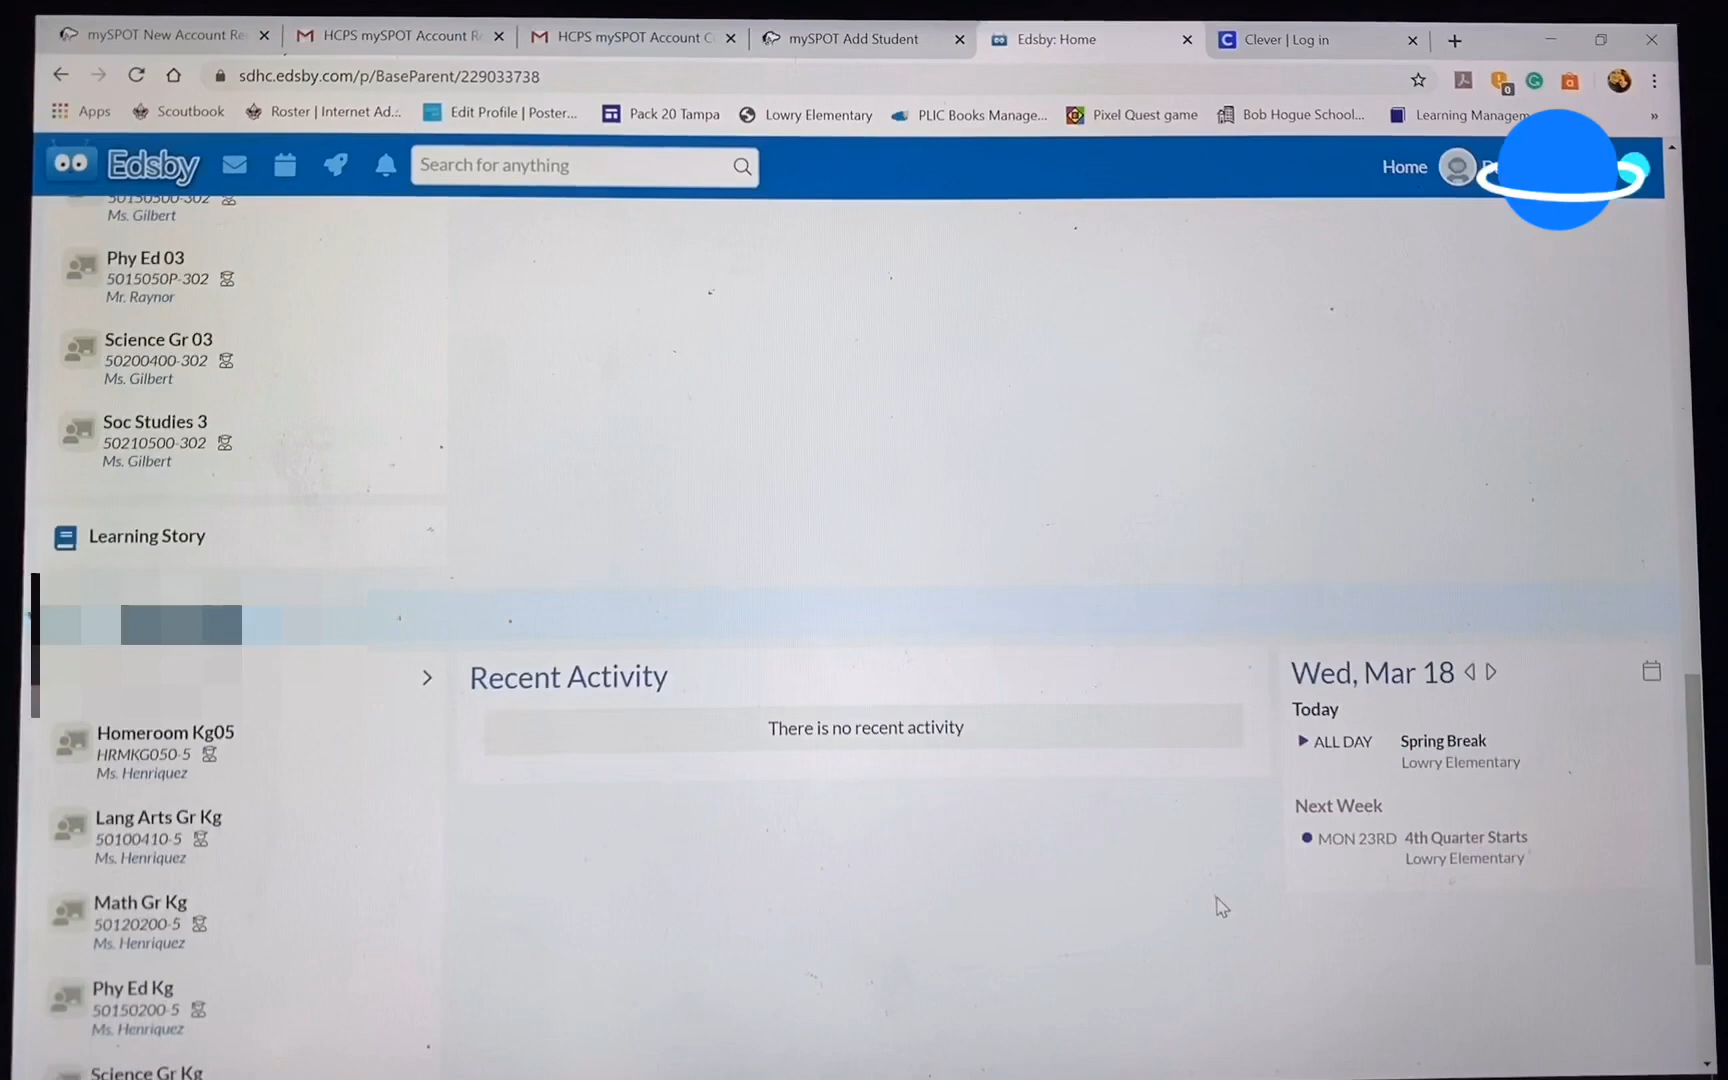 mySPOT New Account Re
HCPS mySPOT Account R
HCPS mySPOT Account C
mySPOT Add Student
Edsby: Home
Clever | Log in
sdhc.edsby.com/p/BaseParent/229033738
0
Apps
Scoutbook
Roster | Internet Ad...
Edit Profile | Poster...
Pack 20 Tampa
Lowry Elementary
PLIC Books Manage...
Pixel Quest game
Bob Hogue School...
Learning Managem
»
Edsby
Search for anything
Home
50150500-302
Ms. Gilbert
Phy Ed 03
5015050P-302
Mr. Raynor
Science Gr 03
50200400-302
Ms. Gilbert
Soc Studies 3
50210500-302
Ms. Gilbert
Learning Story
Recent Activity
There is no recent activity
Wed, Mar 18
Today
ALL DAY Spring Break
Lowry Elementary
Next Week
MON 23RD 4th Quarter Starts
Lowry Elementary
Homeroom Kg05
HRMKG050-5
Ms. Henriquez
Lang Arts Gr Kg
50100410-5
Ms. Henriquez
Math Gr Kg
50120200-5
Ms. Henriquez
Phy Ed Kg
50150200-5
Ms. Henriquez
Science Gr Kg